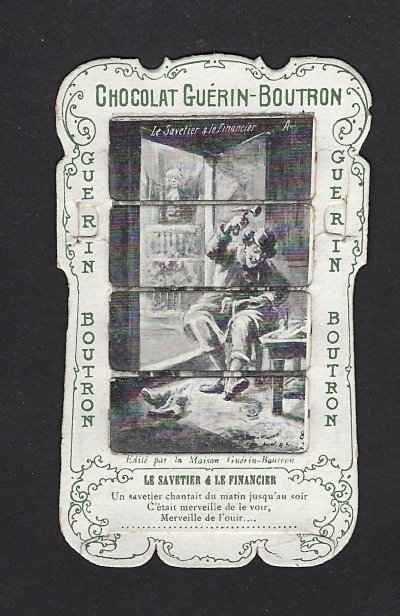 CHOCOLAT GUÉRIN-BOUTRON
Le Savetier & le financier A
GUERIN BOUTRON
GUERIN BOUTRON
Edité par la Maison Guérin-Boutron
LE SAVETIER & LE FINANCIER
Un savetier chantait du matin jusqu'au soir
C'était merveille de le voir,
Merveille de l'ouïr...,